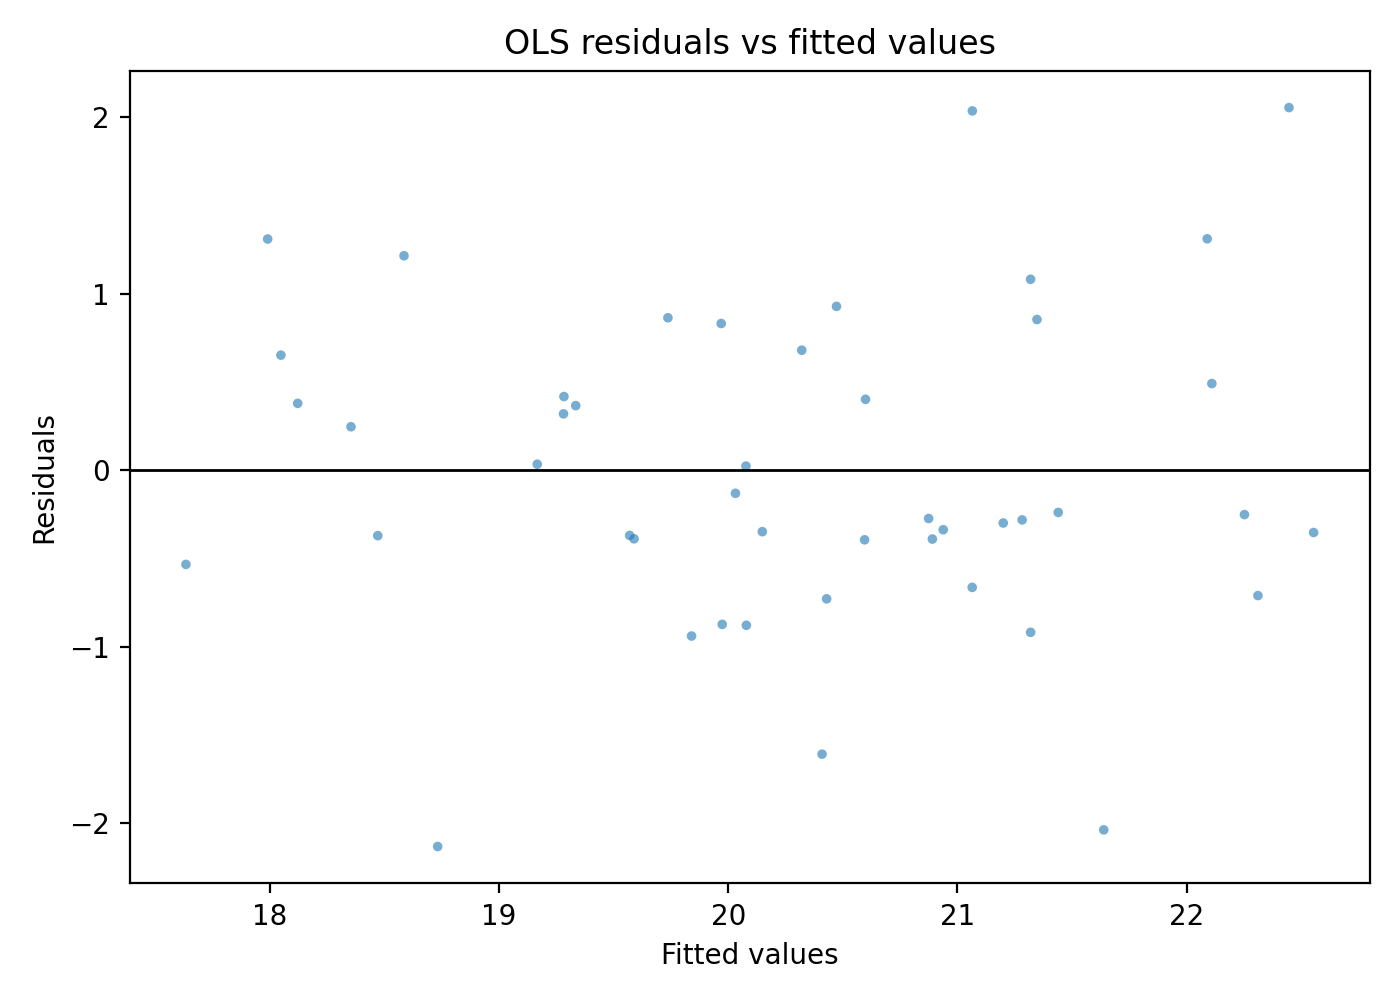 OLS residuals vs fitted values
2
1
0
−1
−2
Residuals
18 19 20 21 22
Fitted values